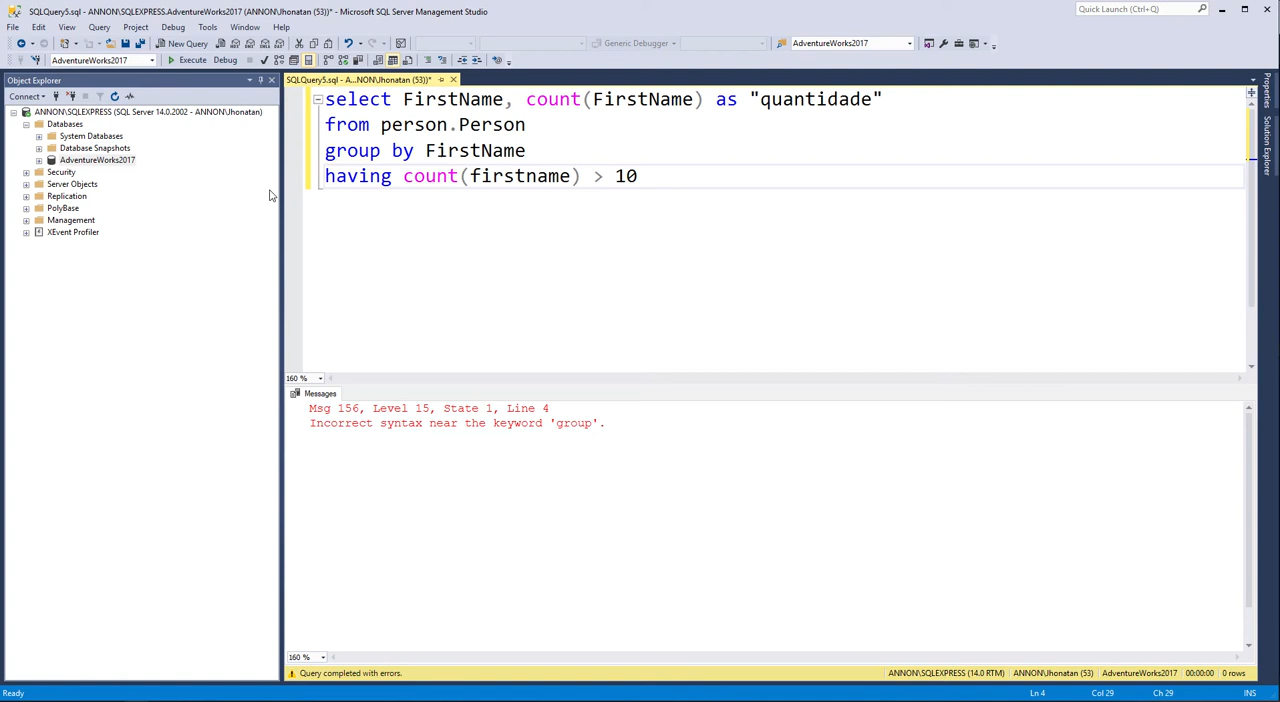 SQLQuery5.sql - ANNON\SQLEXPRESS.AdventureWorks2017 (ANNON\Jhonatan (53))* - Microsoft SQL Server Management Studio
Quick Launch (Ctrl+Q)
File Edit View Query Project Debug Tools Window Help
New Query
Generic Debugger
AdventureWorks2017
AdventureWorks2017
Execute Debug
Object Explorer
SQLQuery5.sql - A...NON\Jhonatan (53))*
Connect
ANNON\SQLEXPRESS (SQL Server 14.0.2002 - ANNON\Jhonatan)
Databases
System Databases
Database Snapshots
AdventureWorks2017
Security
Server Objects
Replication
PolyBase
Management
XEvent Profiler
select FirstName, count(FirstName) as "quantidade"
from person.Person
group by FirstName
having count(firstname) > 10
Properties
Solution Explorer
160 %
Messages
Msg 156, Level 15, State 1, Line 4
Incorrect syntax near the keyword 'group'.
160 %
Query completed with errors.
ANNON\SQLEXPRESS (14.0 RTM) ANNON\Jhonatan (53) AdventureWorks2017 00:00:00 0 rows
Ready
Ln 4 Col 29 Ch 29 INS